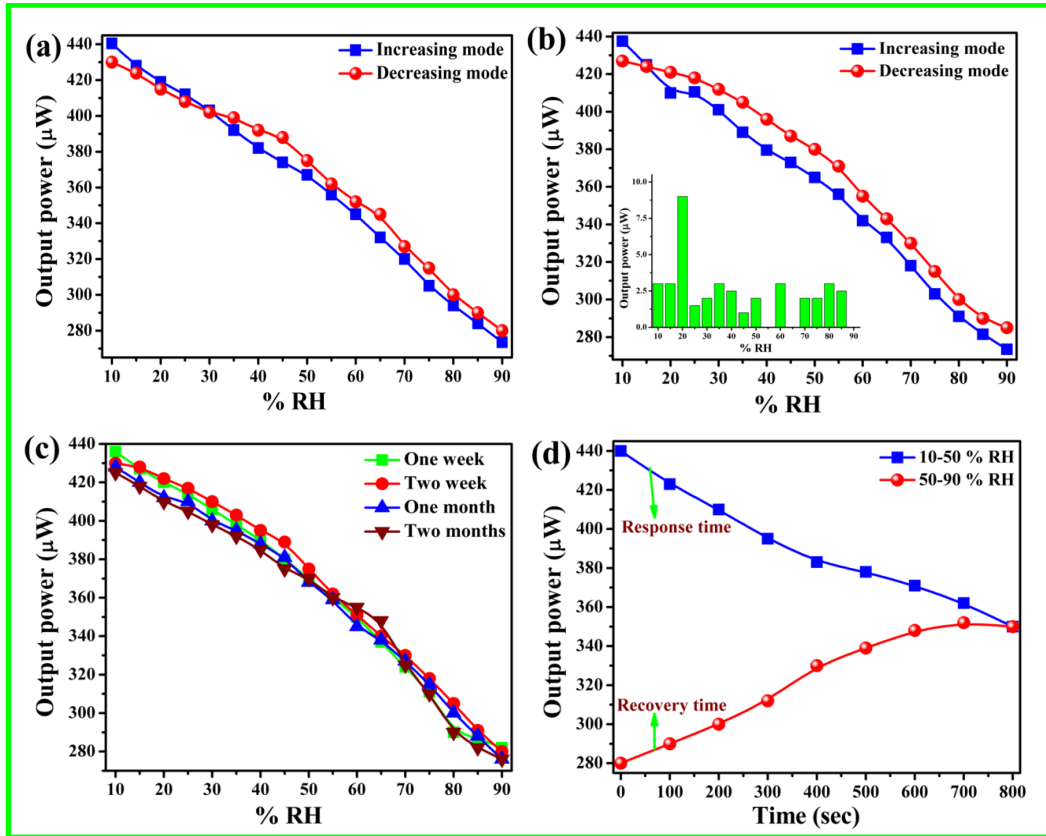 (a)
Increasing mode
Decreasing mode
440
420
400
380
360
340
320
300
280
Output power (μW)
10 20 30 40 50 60 70 80 90
% RH
(b)
Increasing mode
Decreasing mode
440
420
400
380
360
340
320
300
280
Output power (μW)
10.0
7.5
5.0
2.5
0.0
Output power (μW)
10 20 30 40 50 60 70 80 90
% RH
10 20 30 40 50 60 70 80 90
% RH
(c)
One week
Two week
One month
Two months
440
420
400
380
360
340
320
300
280
Output power (μW)
10 20 30 40 50 60 70 80 90
% RH
(d)
10-50 % RH
50-90 % RH
440
420
400
380
360
340
320
300
280
Output power (μW)
Response time
Recovery time
0 100 200 300 400 500 600 700 800
Time (sec)